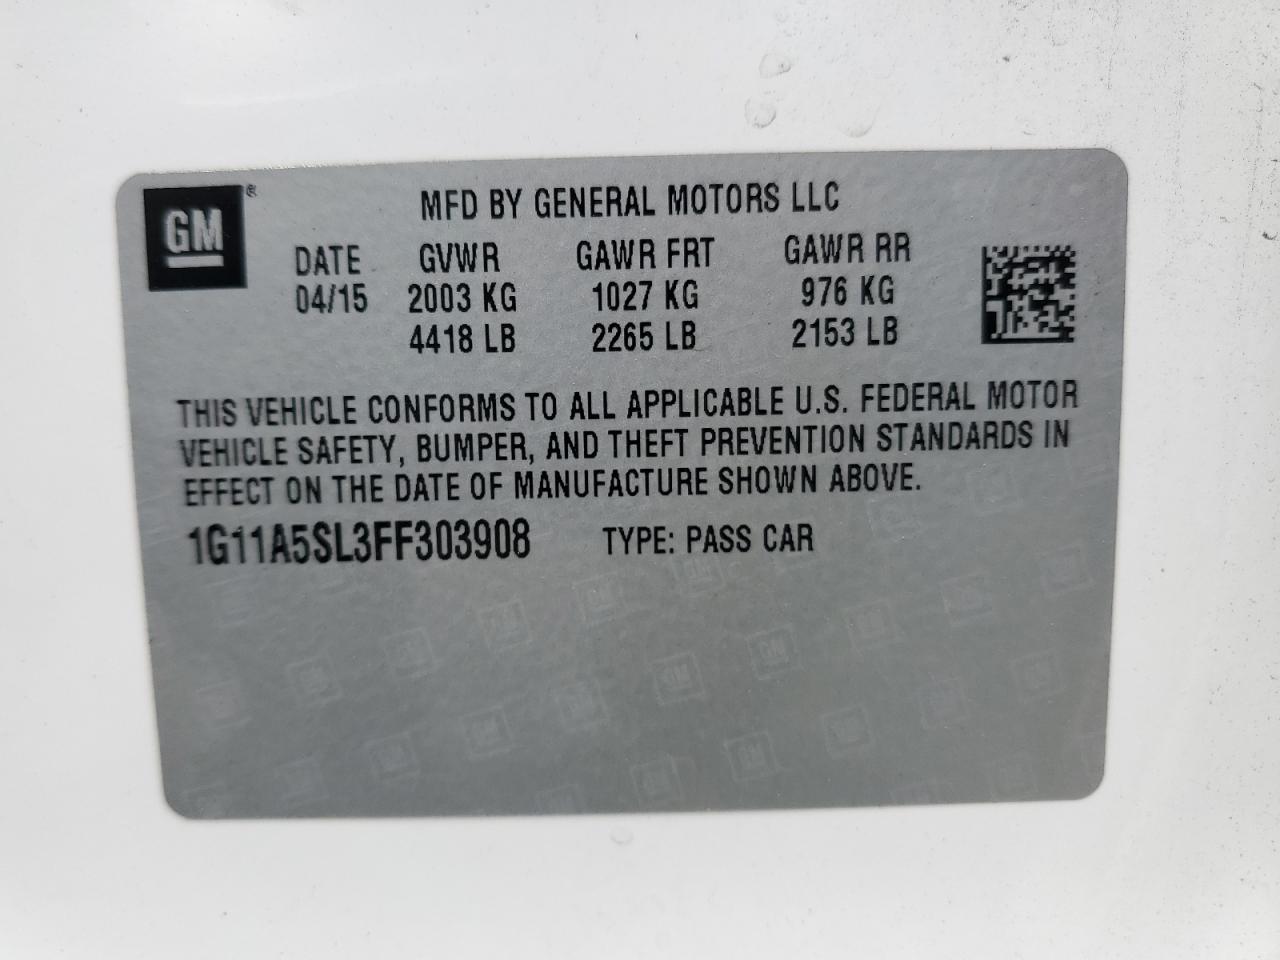 GM ®
MFD BY GENERAL MOTORS LLC
DATE GVWR GAWR FRT GAWR RR
04/15 2003 KG 1027 KG 976 KG
4418 LB 2265 LB 2153 LB
THIS VEHICLE CONFORMS TO ALL APPLICABLE U.S. FEDERAL MOTOR
VEHICLE SAFETY, BUMPER, AND THEFT PREVENTION STANDARDS IN
EFFECT ON THE DATE OF MANUFACTURE SHOWN ABOVE.
1G11A5SL3FF303908 TYPE: PASS CAR